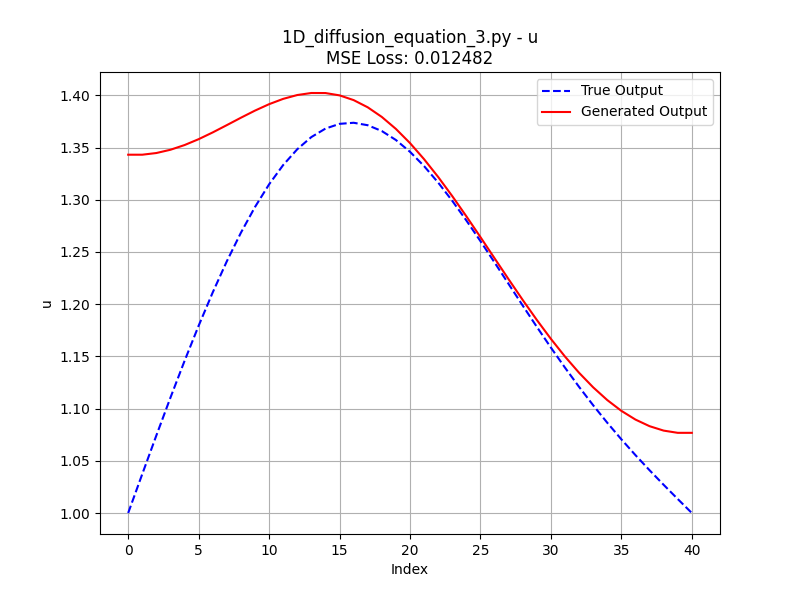 1D_diffusion_equation_3.py - u
MSE Loss: 0.012482
True Output
Generated Output
1.40
1.35
1.30
1.25
1.20
1.15
1.10
1.05
1.00
u
0 5 10 15 20 25 30 35 40
Index